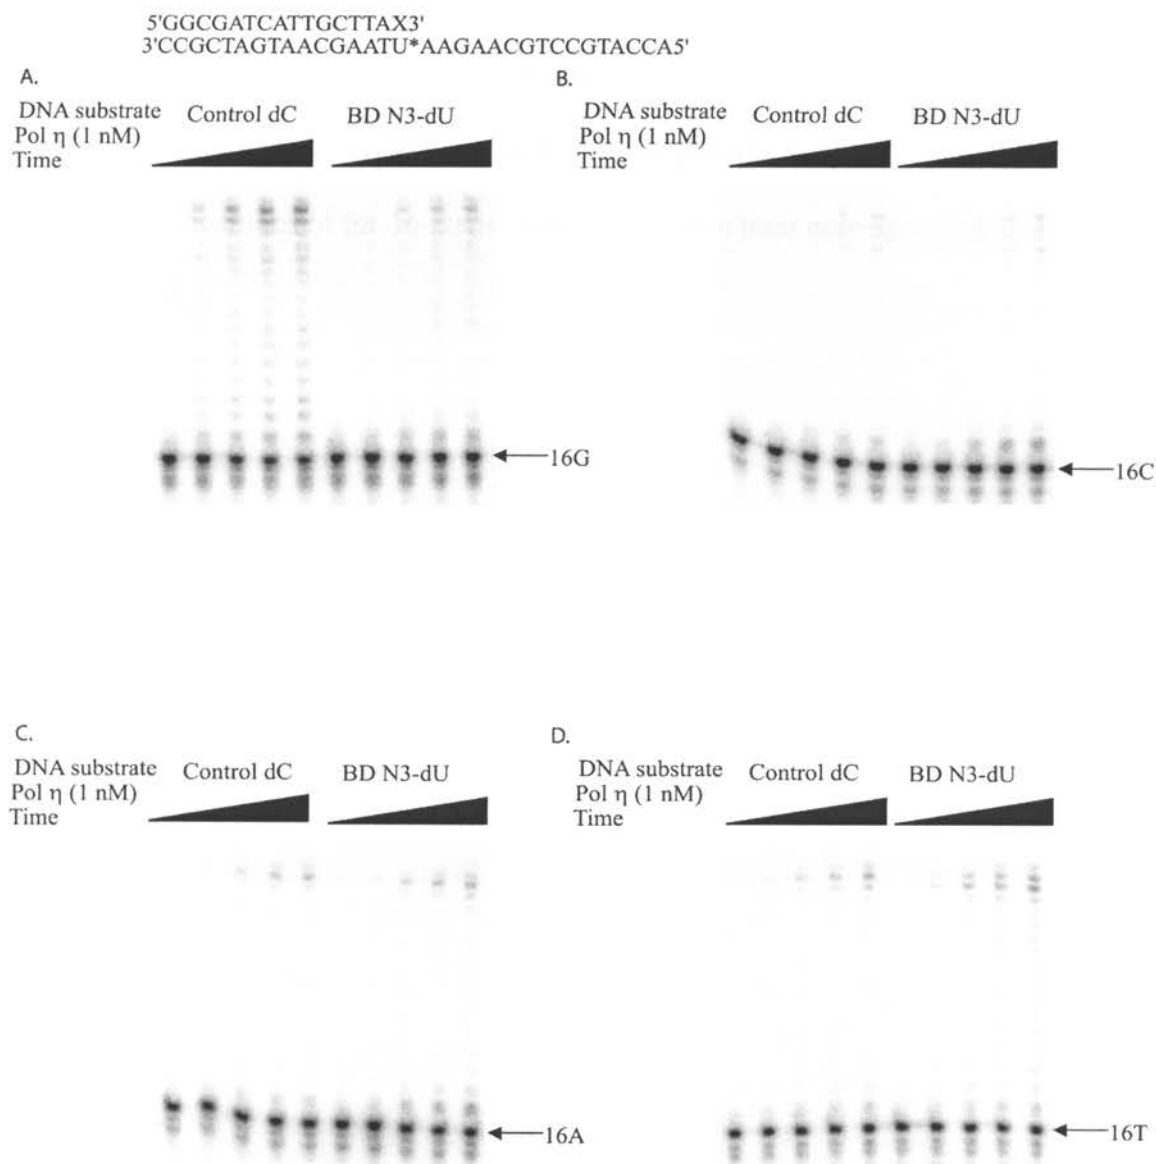 5'GGCGATCATTGCTTAX3'
3'CCGCTAGTAACGAATU*AAGAACGTCCGTACCA5'
A.
DNA substrate Control dC BD N3-dU
Pol η (1 nM)
Time
16G
B.
DNA substrate Control dC BD N3-dU
Pol η (1 nM)
Time
16C
C.
DNA substrate Control dC BD N3-dU
Pol η (1 nM)
Time
16A
D.
DNA substrate Control dC BD N3-dU
Pol η (1 nM)
Time
16T